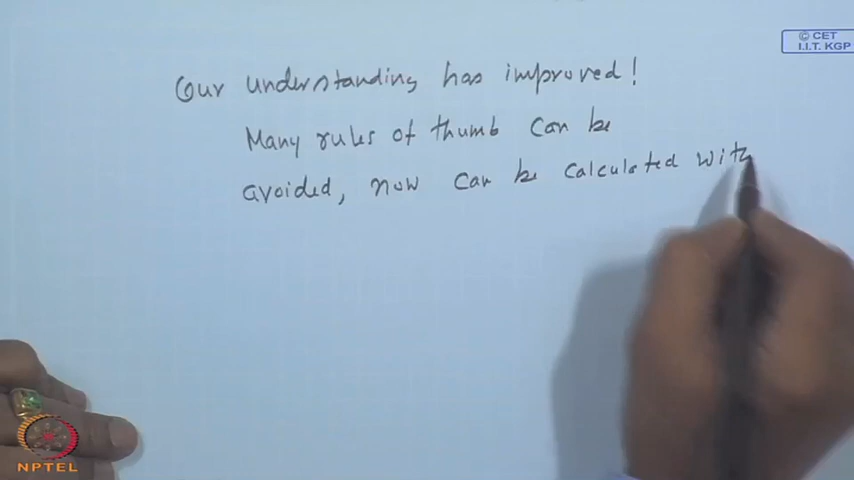 © CET
I.I.T. KGP
Our understanding has improved!
Many rules of thumb can be
avoided, now can be calculated with
NPTEL